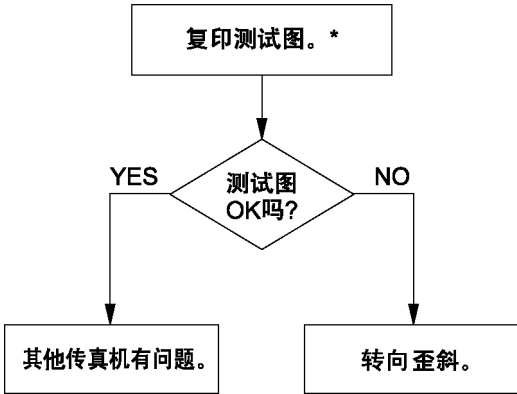 复印测试图。*
YES
测试图
NO
OK吗?
其他传真机有问题。
转向歪斜。